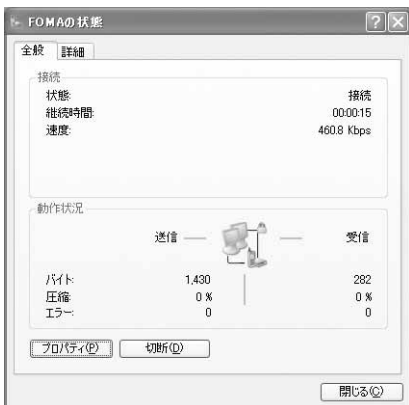 FOMAの状態
全般 詳細
接続
状態: 接続
継続時間: 00:00:15
速度: 460.8 Kbps
動作状況
送信 受信
バイト: 1,430 282
圧縮: 0 % 0 %
エラー: 0 0
プロパティ(P) 切断(D)
閉じる(C)